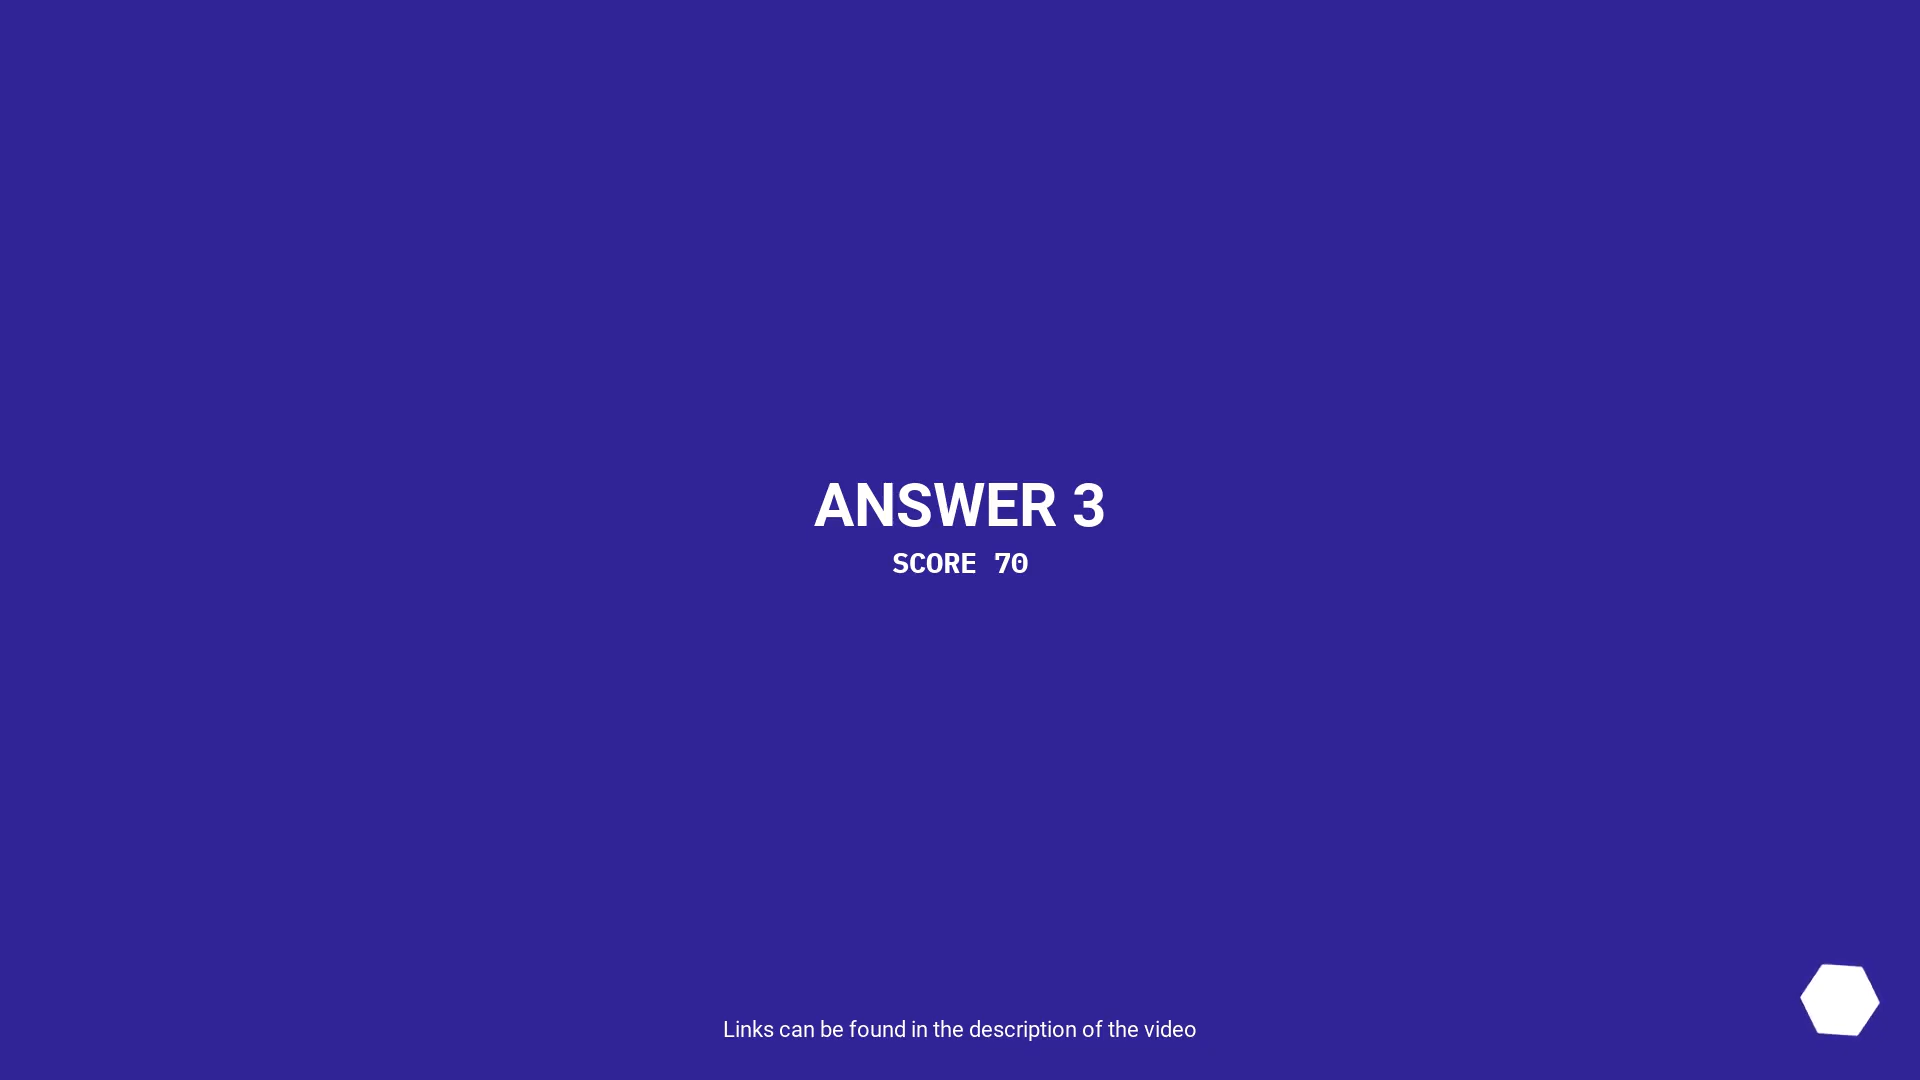 ANSWER 3
SCORE 70
Links can be found in the description of the video